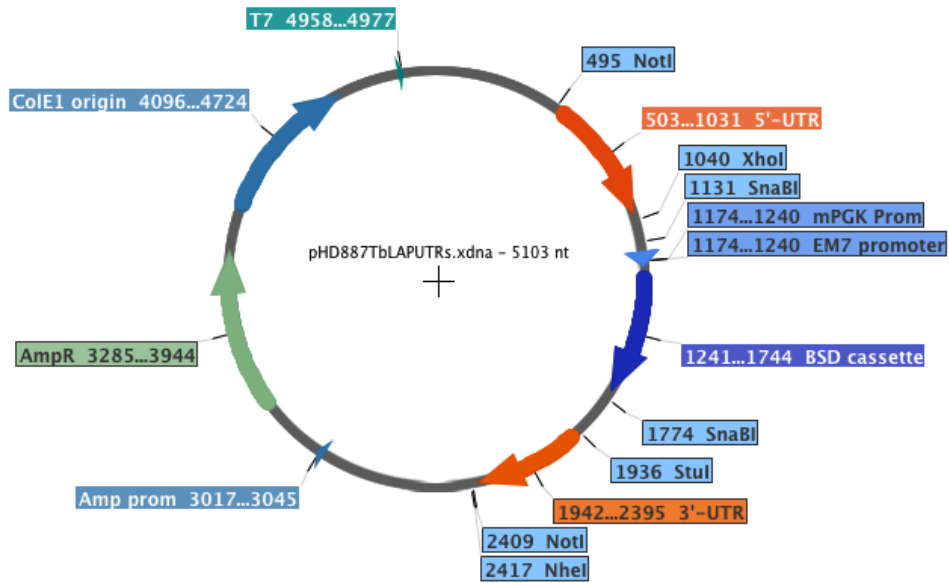 T7 4958...4977
495 NotI
ColE1 origin 4096...4724
503...1031 5'-UTR
1040 XhoI
1131 SnaBI
1174...1240 mPGK Prom
1174...1240 EM7 promoter
pHD887TbLAPUTRs.xdna - 5103 nt
AmpR 3285...3944
1241...1744 BSD cassette
1774 SnaBI
1936 StuI
Amp prom 3017...3045
1942...2395 3'-UTR
2409 NotI
2417 NheI